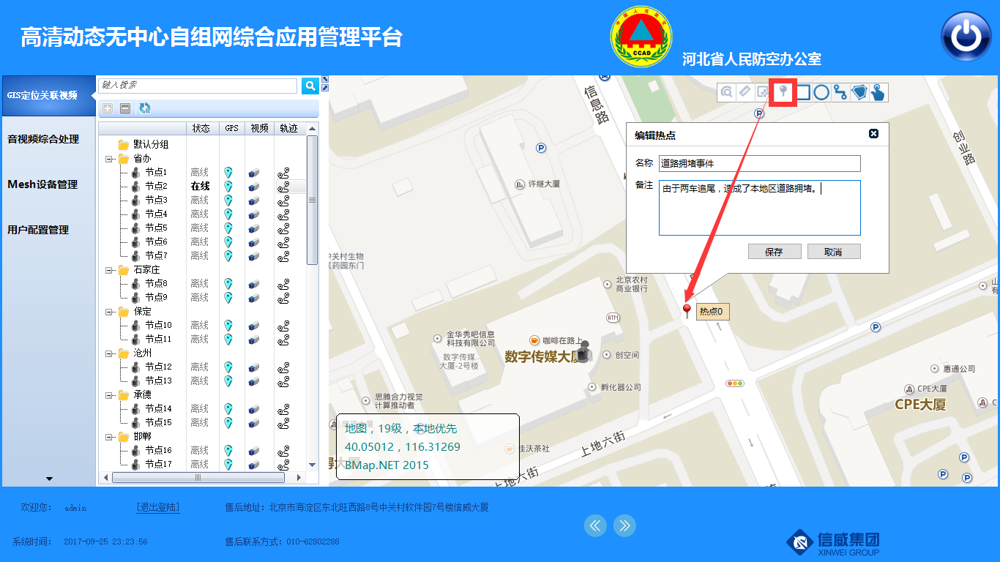 高清动态无中心自组网综合应用管理平台
中国人民防空
CCAD
河北省人民防空办公室
GIS定位关联视频
音视频综合处理
Mesh设备管理
用户配置管理
键入搜索
状态 GPS 视频 轨迹
默认分组
省办
节点1 离线
节点2 在线
节点3 离线
节点4 离线
节点5 离线
节点6 离线
节点7 离线
石家庄
节点8 离线
节点9 离线
保定
节点10 离线
节点11 离线
沧州
节点12 离线
节点13 离线
承德
节点14 离线
节点15 离线
邯郸
节点16 离线
节点17 离线
信息路
P
P
许继大厦
创业路
编辑热点
名称 道路拥堵事件
备注 由于两车追尾，造成了本地区道路拥堵。
保存 取消
中关村生物
医药园东门
北京农村
商业银行
热点0
ATM
P
金华秀吧信息
科技有限公司
咖啡在路上
数字传媒大厦
数字传媒
大厦-2号楼
创空间
孵化器公司
惠通公司
CPE大厦
CPE大厦
思腾合力视觉
计算推动者
地图，19级，本地优先
40.05012，116.31269
BMap.NET 2015
佳沃茶社
上地六街
上地六街
P
P
P
欢迎您： admin [退出登陆] 售后地址：北京市海淀区东北旺西路8号中关村软件园7号楼信威大厦
系统时间： 2017-09-25 23:23:56 售后联系方式：010-62802288
信威集团
XINWEI GROUP